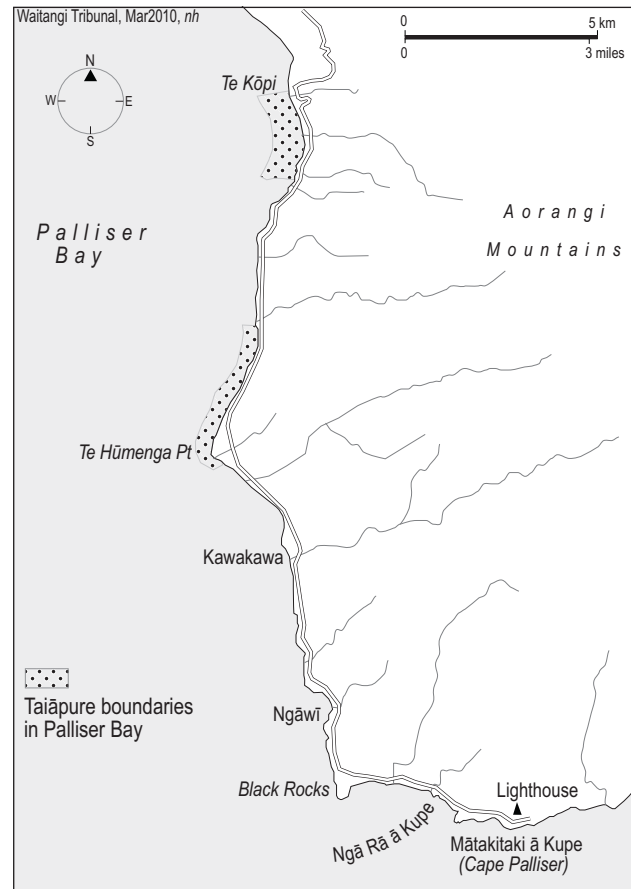 Waitangi Tribunal, Mar2010, nh
0 5 km
0 3 miles
N
W E
S
Te Kōpi
Palliser
Bay
Aorangi
Mountains
Te Hūmenga Pt
Kawakawa
Taiāpure boundaries
in Palliser Bay
Ngāwī
Black Rocks
Lighthouse
Ngā Rā ā Kupe
Mātakitaki ā Kupe
(Cape Palliser)